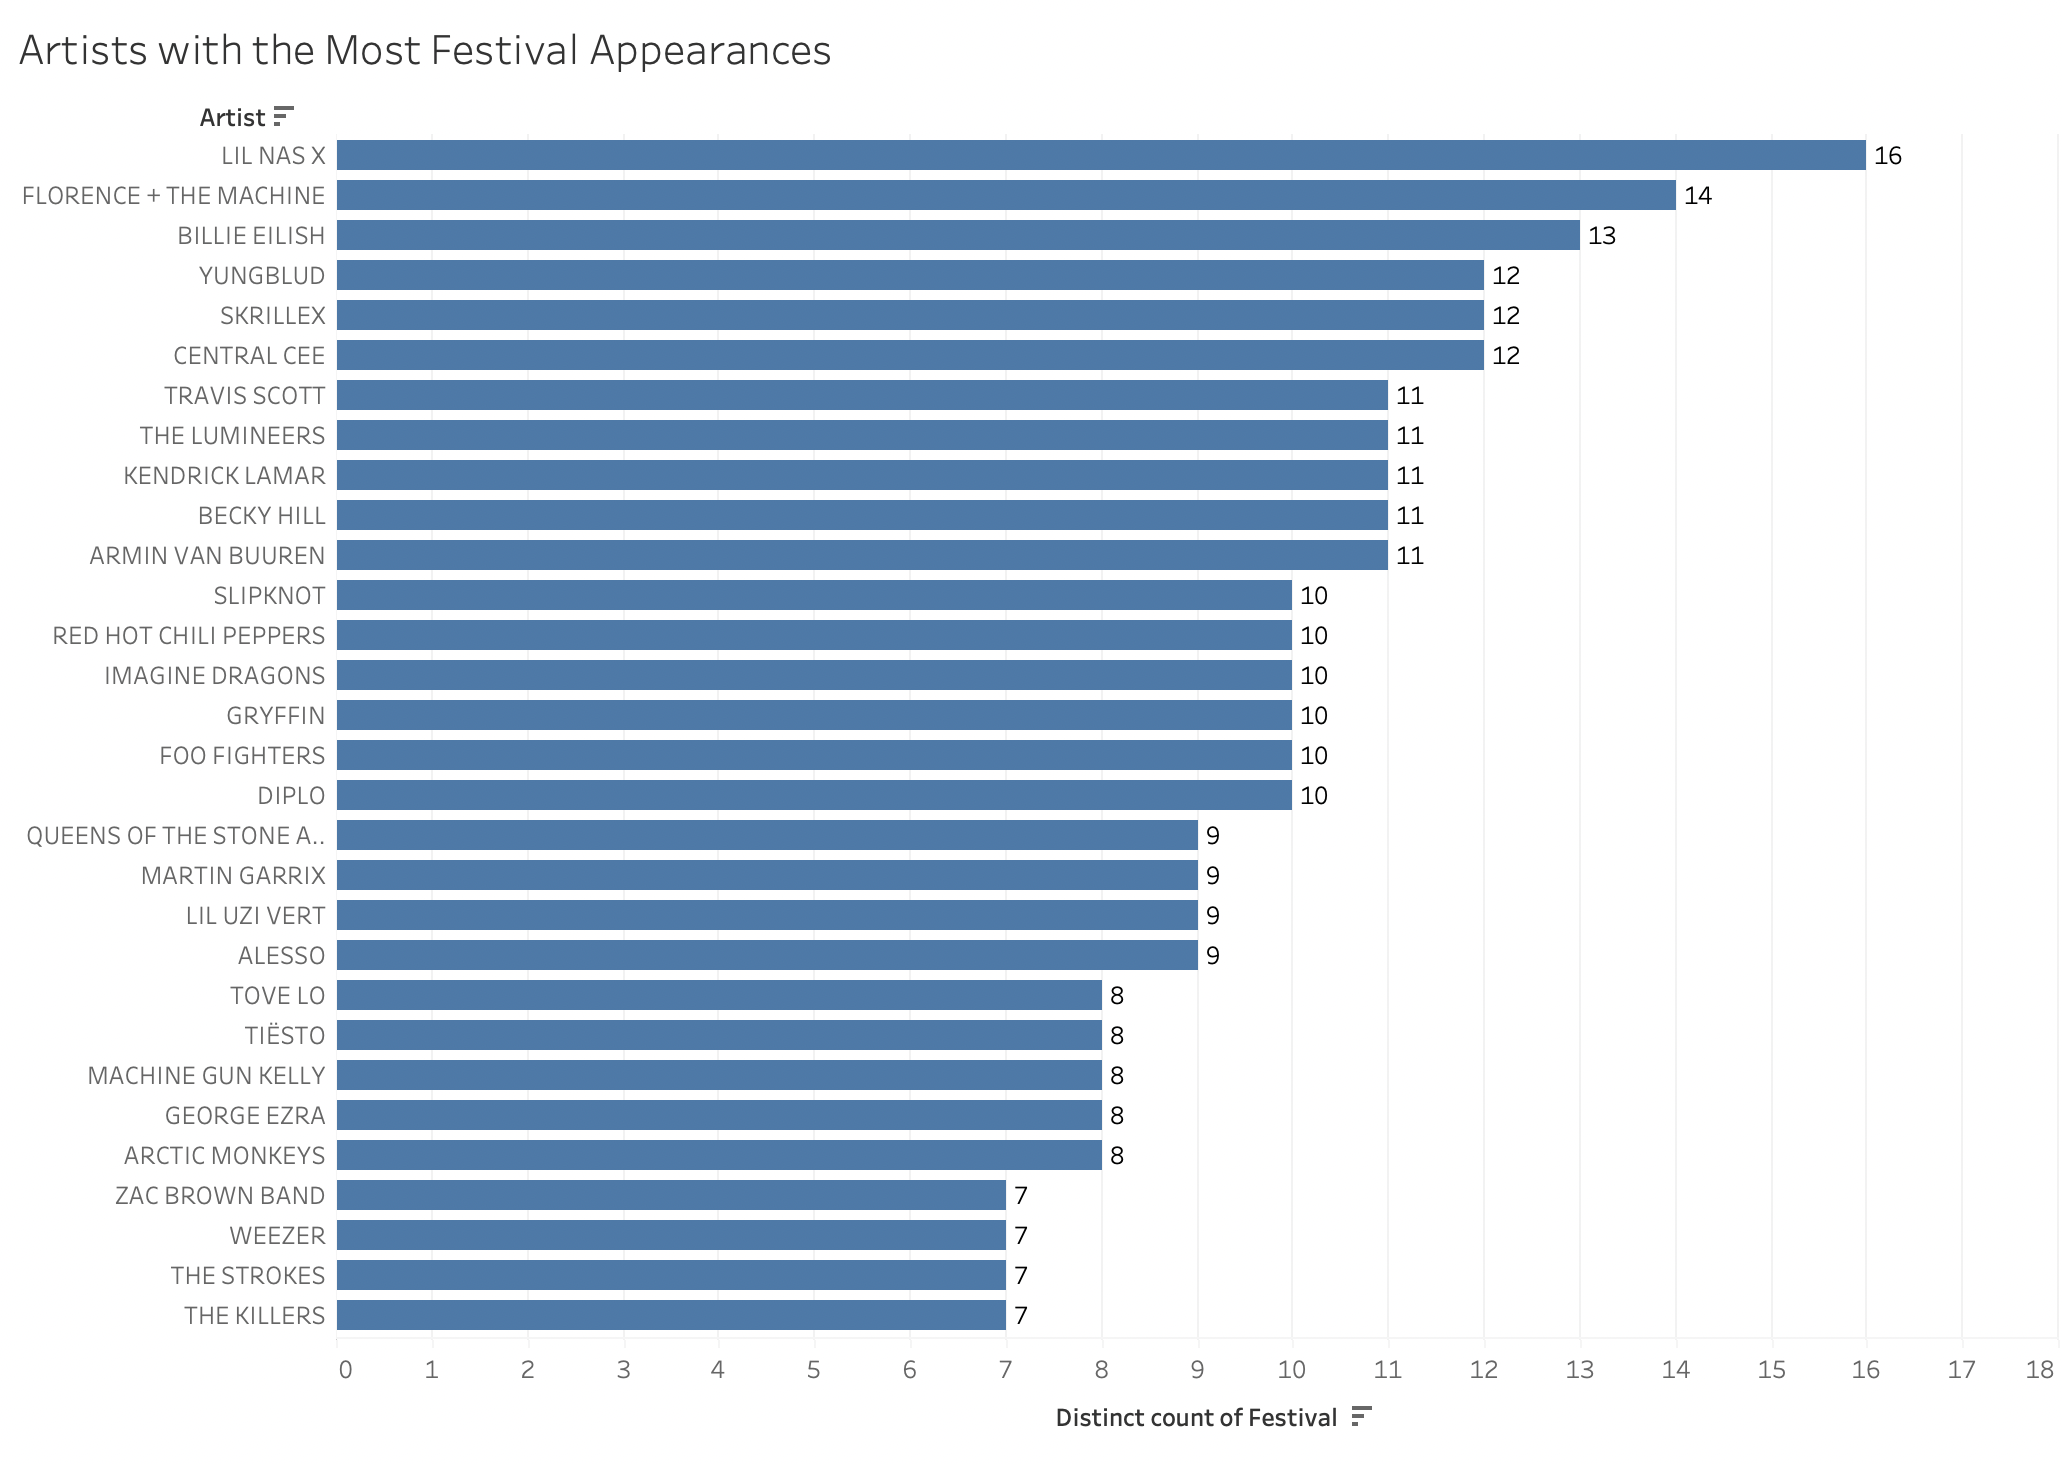 Artists with the Most Festival Appearances
Artist
LIL NAS X 16
FLORENCE + THE MACHINE 14
BILLIE EILISH 13
YUNGBLUD 12
SKRILLEX 12
CENTRAL CEE 12
TRAVIS SCOTT 11
THE LUMINEERS 11
KENDRICK LAMAR 11
BECKY HILL 11
ARMIN VAN BUUREN 11
SLIPKNOT 10
RED HOT CHILI PEPPERS 10
IMAGINE DRAGONS 10
GRYFFIN 10
FOO FIGHTERS 10
DIPLO 10
QUEENS OF THE STONE A.. 9
MARTIN GARRIX 9
LIL UZI VERT 9
ALESSO 9
TOVE LO 8
TIËSTO 8
MACHINE GUN KELLY 8
GEORGE EZRA 8
ARCTIC MONKEYS 8
ZAC BROWN BAND 7
WEEZER 7
THE STROKES 7
THE KILLERS 7
0 1 2 3 4 5 6 7 8 9 10 11 12 13 14 15 16 17 18
Distinct count of Festival